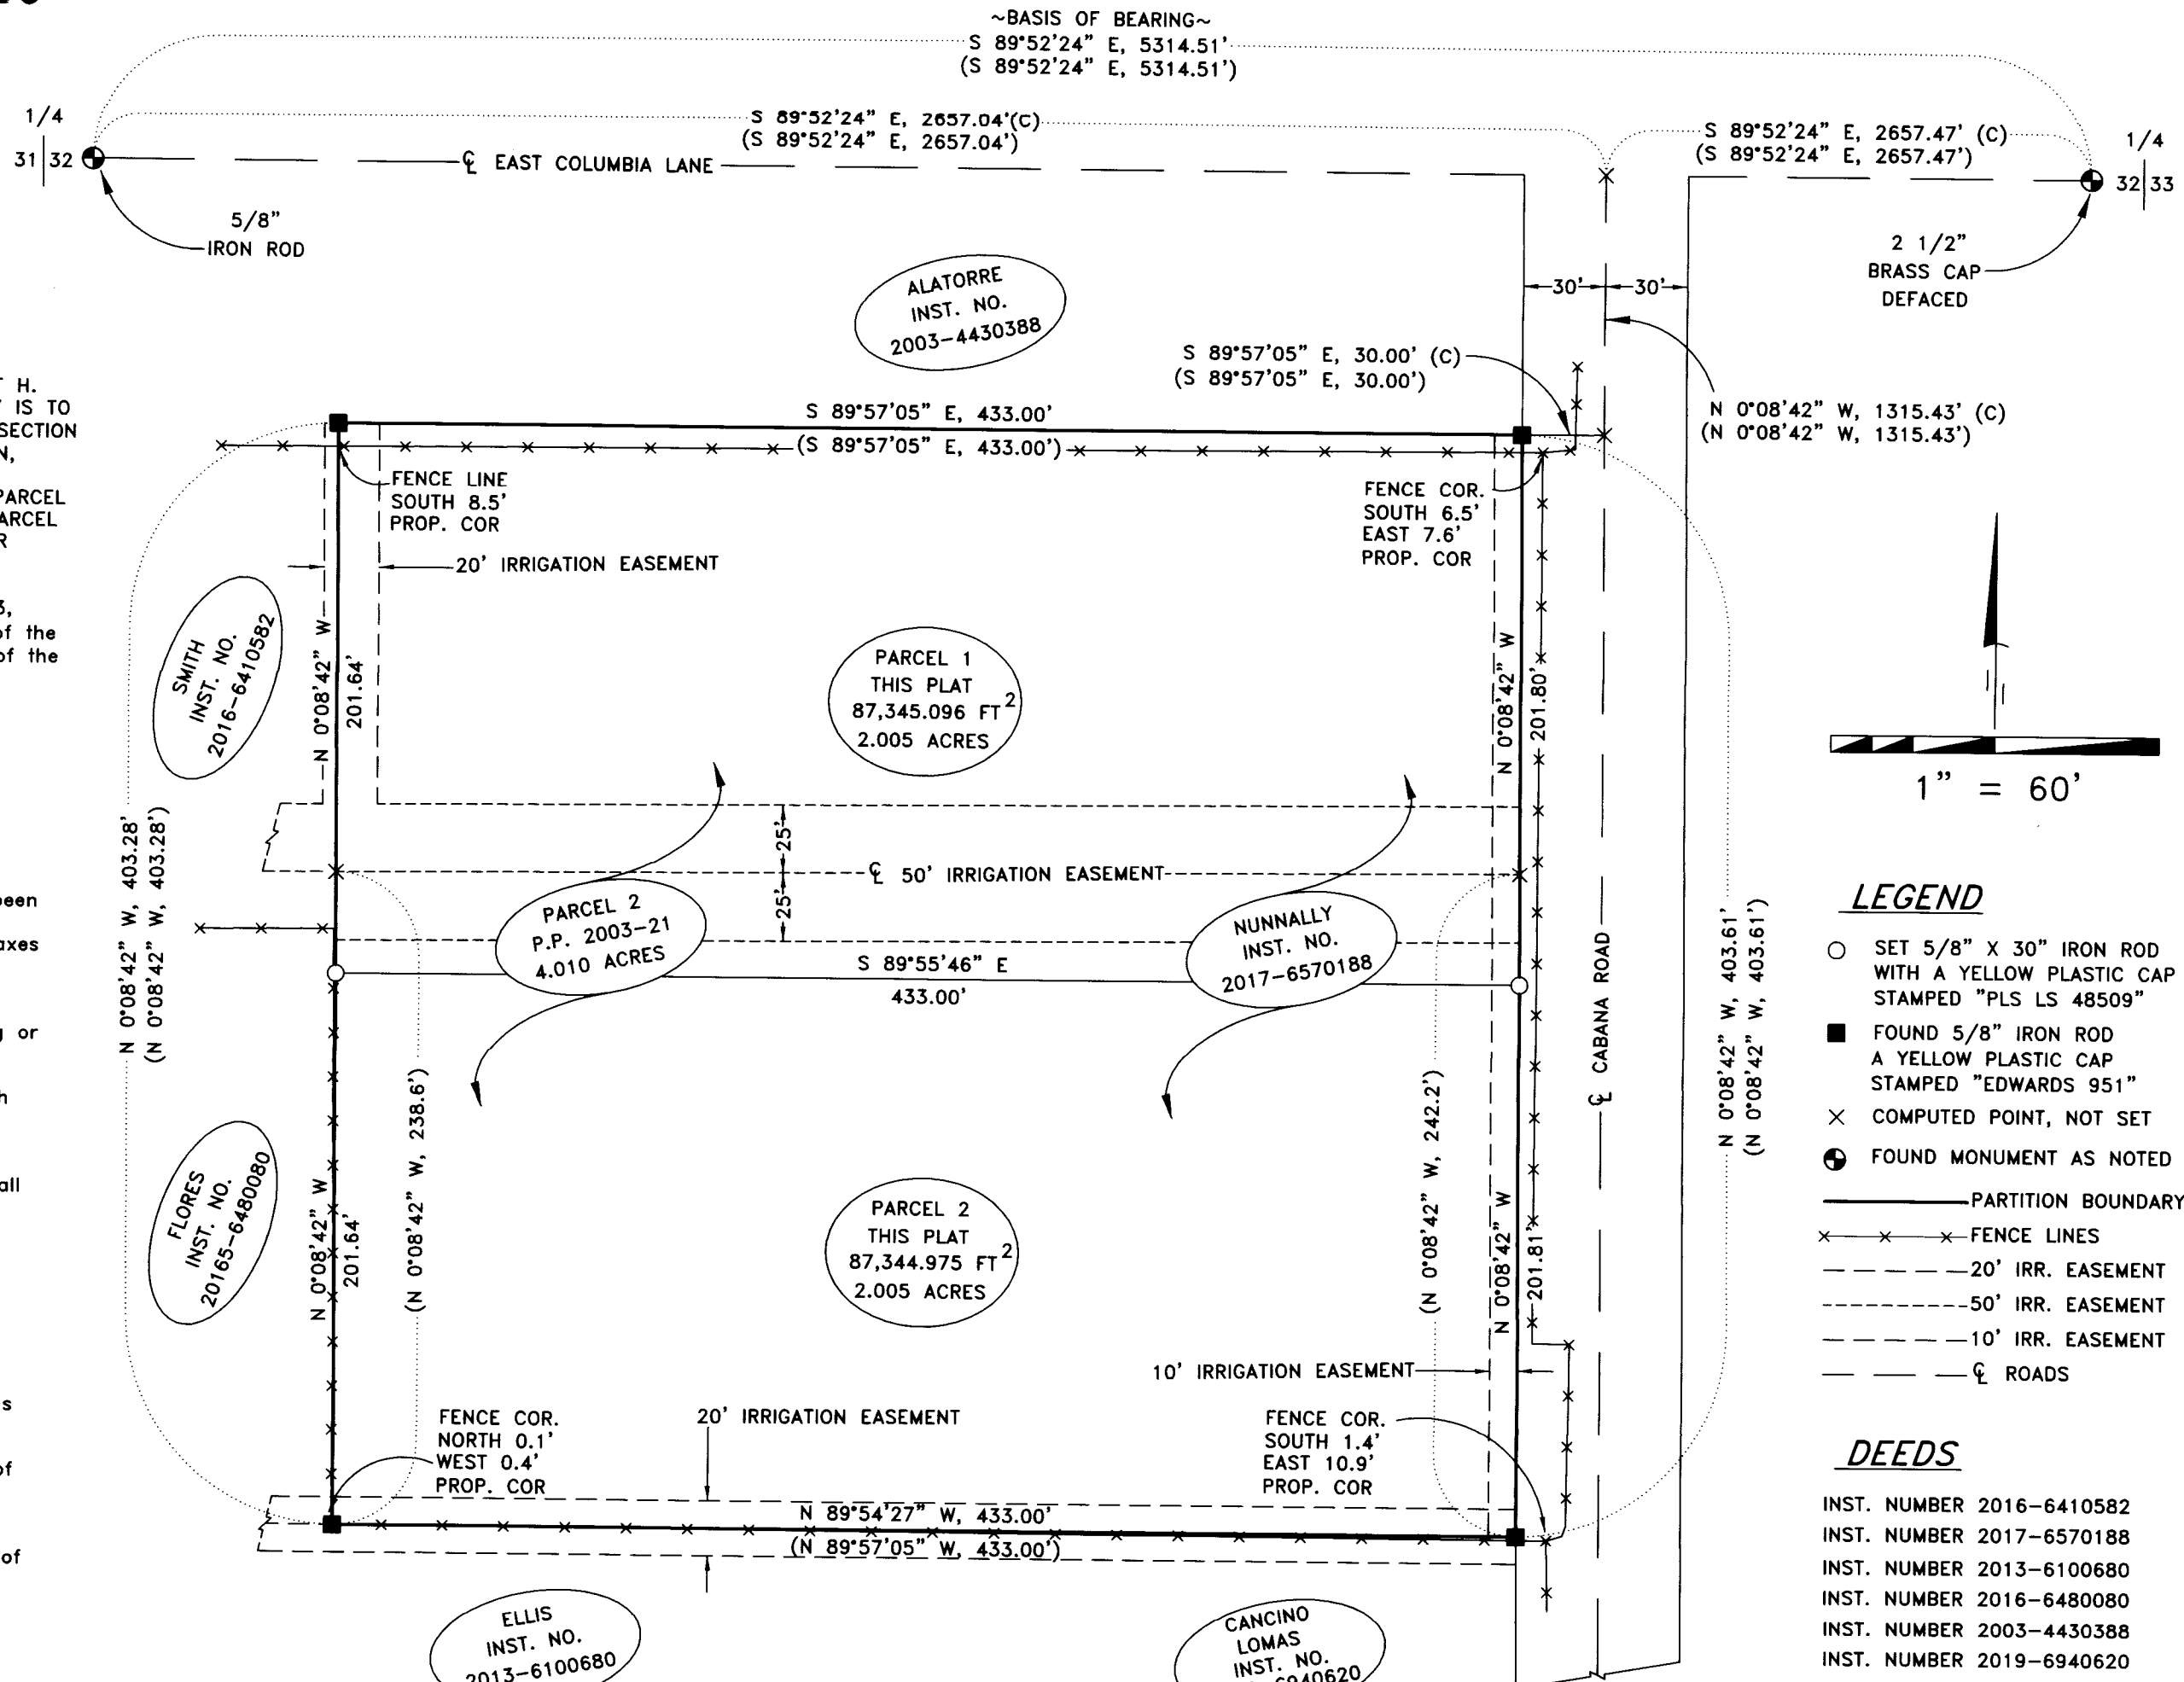 ~BASIS OF BEARING~
S 89°52'24" E, 5314.51'
(S 89°52'24" E, 5314.51')
1/4
31 32
S 89°52'24" E, 2657.04'(C)
(S 89°52'24" E, 2657.04')
S 89°52'24" E, 2657.47' (C)
(S 89°52'24" E, 2657.47')
1/4
32 33
℄ EAST COLUMBIA LANE
5/8"
IRON ROD
2 1/2"
BRASS CAP
DEFACED
30'
30'
ALATORRE
INST. NO.
2003-4430388
S 89°57'05" E, 30.00' (C)
(S 89°57'05" E, 30.00')
N 0°08'42" W, 1315.43' (C)
(N 0°08'42" W, 1315.43')
T H.
IS TO
SECTION
N,
PARCEL
ARCEL
R
3,
of the
of the
S 89°57'05" E, 433.00'
(S 89°57'05" E, 433.00')
FENCE LINE
SOUTH 8.5'
PROP. COR
FENCE COR.
SOUTH 6.5'
EAST 7.6'
PROP. COR
20' IRRIGATION EASEMENT
SMITH
INST. NO.
2016-6410582
N 0°08'42" W
201.64'
PARCEL 1
THIS PLAT
87,345.096 FT2
2.005 ACRES
N 0°08'42" W
201.80'
1" = 60'
N 0°08'42" W, 403.28'
(N 0°08'42" W, 403.28')
25'
℄ 50' IRRIGATION EASEMENT
25'
PARCEL 2
P.P. 2003-21
4.010 ACRES
NUNNALLY
INST. NO.
2017-6570188
S 89°55'46" E
433.00'
℄ CABANA ROAD
N 0°08'42" W, 403.61'
(N 0°08'42" W, 403.61')
een
axes
g or
h
all
s
of
of
(N 0°08'42" W, 238.6')
(N 0°08'42" W, 242.2')
FLORES
INST. NO.
20165-6480080
N 0°08'42" W
201.64'
PARCEL 2
THIS PLAT
87,344.975 FT2
2.005 ACRES
N 0°08'42" W
201.81'
10' IRRIGATION EASEMENT
FENCE COR.
NORTH 0.1'
WEST 0.4'
PROP. COR
20' IRRIGATION EASEMENT
FENCE COR.
SOUTH 1.4'
EAST 10.9'
PROP. COR
N 89°54'27" W, 433.00'
(N 89°57'05" W, 433.00')
ELLIS
INST. NO.
2013-6100680
CANCINO
LOMAS
INST. NO.
6940620
LEGEND
SET 5/8" X 30" IRON ROD
WITH A YELLOW PLASTIC CAP
STAMPED "PLS LS 48509"
FOUND 5/8" IRON ROD
A YELLOW PLASTIC CAP
STAMPED "EDWARDS 951"
COMPUTED POINT, NOT SET
FOUND MONUMENT AS NOTED
PARTITION BOUNDARY
FENCE LINES
20' IRR. EASEMENT
50' IRR. EASEMENT
10' IRR. EASEMENT
℄ ROADS
DEEDS
INST. NUMBER 2016-6410582
INST. NUMBER 2017-6570188
INST. NUMBER 2013-6100680
INST. NUMBER 2016-6480080
INST. NUMBER 2003-4430388
INST. NUMBER 2019-6940620